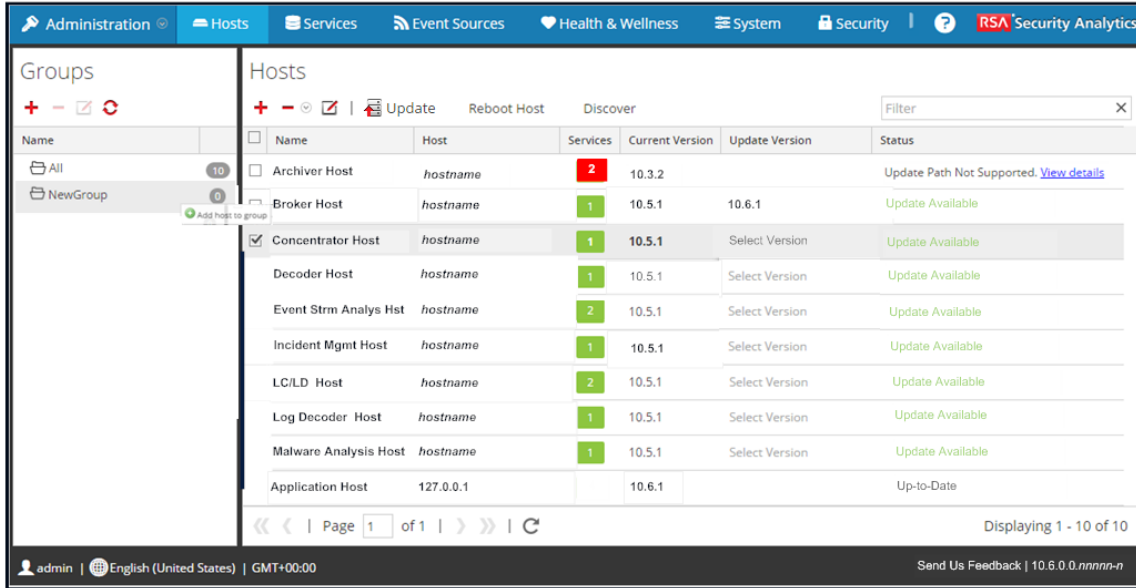 Administration Hosts Services Event Sources Health & Wellness System Security | ? RSA Security Analytics
Groups
Name
All 10
NewGroup 0
Add host to group
Hosts
Update Reboot Host Discover Filter
Name Host Services Current Version Update Version Status
Archiver Host hostname 2 10.3.2 Update Path Not Supported. View details
Broker Host hostname 1 10.5.1 10.6.1 Update Available
Concentrator Host hostname 1 10.5.1 Select Version Update Available
Decoder Host hostname 1 10.5.1 Select Version Update Available
Event Strm Analys Hst hostname 2 10.5.1 Select Version Update Available
Incident Mgmt Host hostname 1 10.5.1 Select Version Update Available
LC/LD Host hostname 2 10.5.1 Select Version Update Available
Log Decoder Host hostname 1 10.5.1 Select Version Update Available
Malware Analysis Host hostname 1 10.5.1 Select Version Update Available
Application Host 127.0.0.1 10.6.1 Up-to-Date
| Page 1 of 1 | | Displaying 1 - 10 of 10
admin | English (United States) | GMT+00:00 Send Us Feedback | 10.6.0.0.nnnnn-n